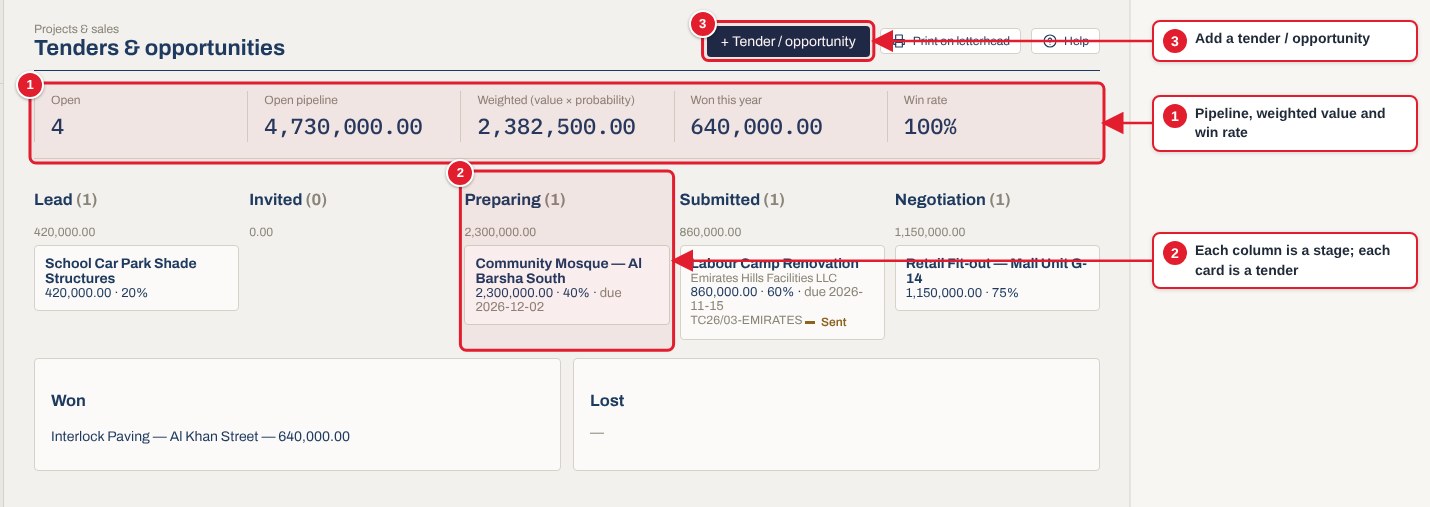 Projects & sales
Tenders & opportunities
3
+ Tender / opportunity
Print on letterhead
Help
3 Add a tender / opportunity
1
Open
4
Open pipeline
4,730,000.00
Weighted (value × probability)
2,382,500.00
Won this year
640,000.00
Win rate
100%
1 Pipeline, weighted value and
win rate
2
Lead (1)
420,000.00
School Car Park Shade
Structures
420,000.00 · 20%
Invited (0)
0.00
Preparing (1)
2,300,000.00
Community Mosque — Al
Barsha South
2,300,000.00 · 40% · due
2026-12-02
Submitted (1)
860,000.00
Labour Camp Renovation
Emirates Hills Facilities LLC
860,000.00 · 60% · due 2026-
11-15
TC26/03-EMIRATES Sent
Negotiation (1)
1,150,000.00
Retail Fit-out — Mall Unit G-
14
1,150,000.00 · 75%
2 Each column is a stage; each
card is a tender
Won
Interlock Paving — Al Khan Street — 640,000.00
Lost
—